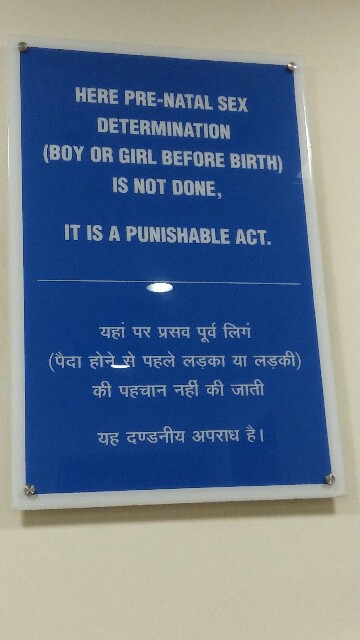 HERE PRE-NATAL SEX
DETERMINATION
(BOY OR GIRL BEFORE BIRTH)
IS NOT DONE,
IT IS A PUNISHABLE ACT.
यहां पर प्रसव पूर्व लिगं
(पैदा होने से पहले लड़का या लड़की)
की पहचान नहीं की जाती
यह दण्डनीय अपराध है।